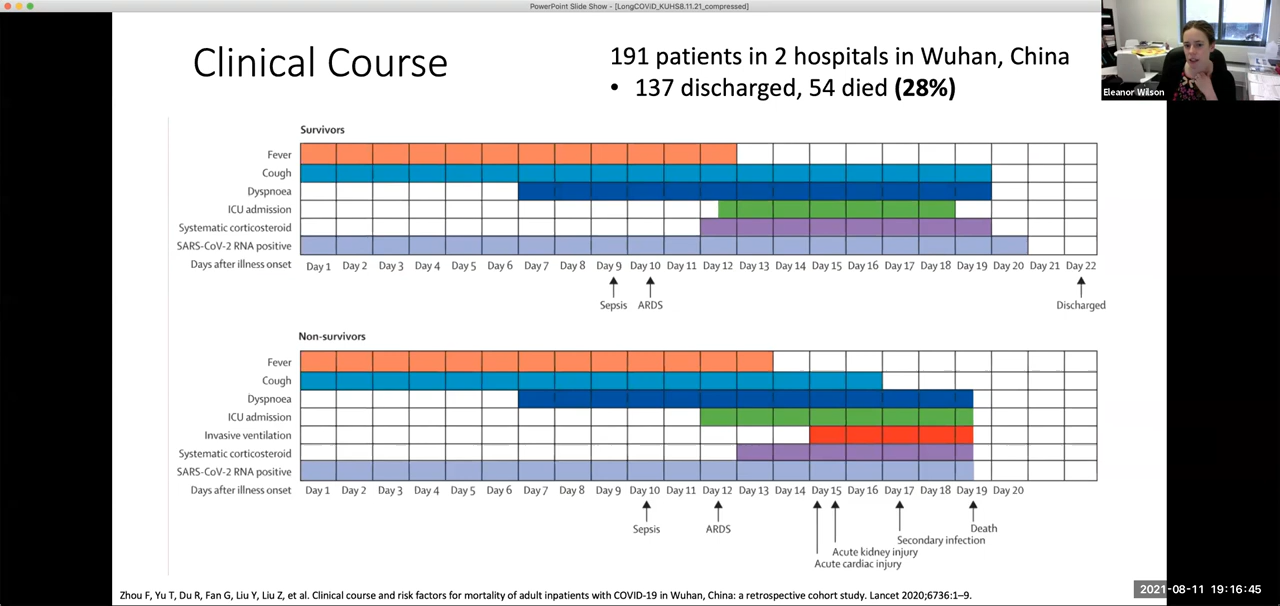 PowerPoint Slide Show - [LongCOViD_KUHS8.11.21_compressed]
Clinical Course
191 patients in 2 hospitals in Wuhan, China
• 137 discharged, 54 died (28%)
Eleanor Wilson
Survivors
Fever
Cough
Dyspnoea
ICU admission
Systematic corticosteroid
SARS-CoV-2 RNA positive
Days after illness onset Day 1 Day 2 Day 3 Day 4 Day 5 Day 6 Day 7 Day 8 Day 9 Day 10 Day 11 Day 12 Day 13 Day 14 Day 15 Day 16 Day 17 Day 18 Day 19 Day 20 Day 21 Day 22
Sepsis ARDS Discharged
Non-survivors
Fever
Cough
Dyspnoea
ICU admission
Invasive ventilation
Systematic corticosteroid
SARS-CoV-2 RNA positive
Days after illness onset Day 1 Day 2 Day 3 Day 4 Day 5 Day 6 Day 7 Day 8 Day 9 Day 10 Day 11 Day 12 Day 13 Day 14 Day 15 Day 16 Day 17 Day 18 Day 19 Day 20
Sepsis ARDS Death
Secondary infection
Acute kidney injury
Acute cardiac injury
Zhou F, Yu T, Du R, Fan G, Liu Y, Liu Z, et al. Clinical course and risk factors for mortality of adult inpatients with COVID-19 in Wuhan, China: a retrospective cohort study. Lancet 2020;6736:1–9.
2021-08-11 19:16:45